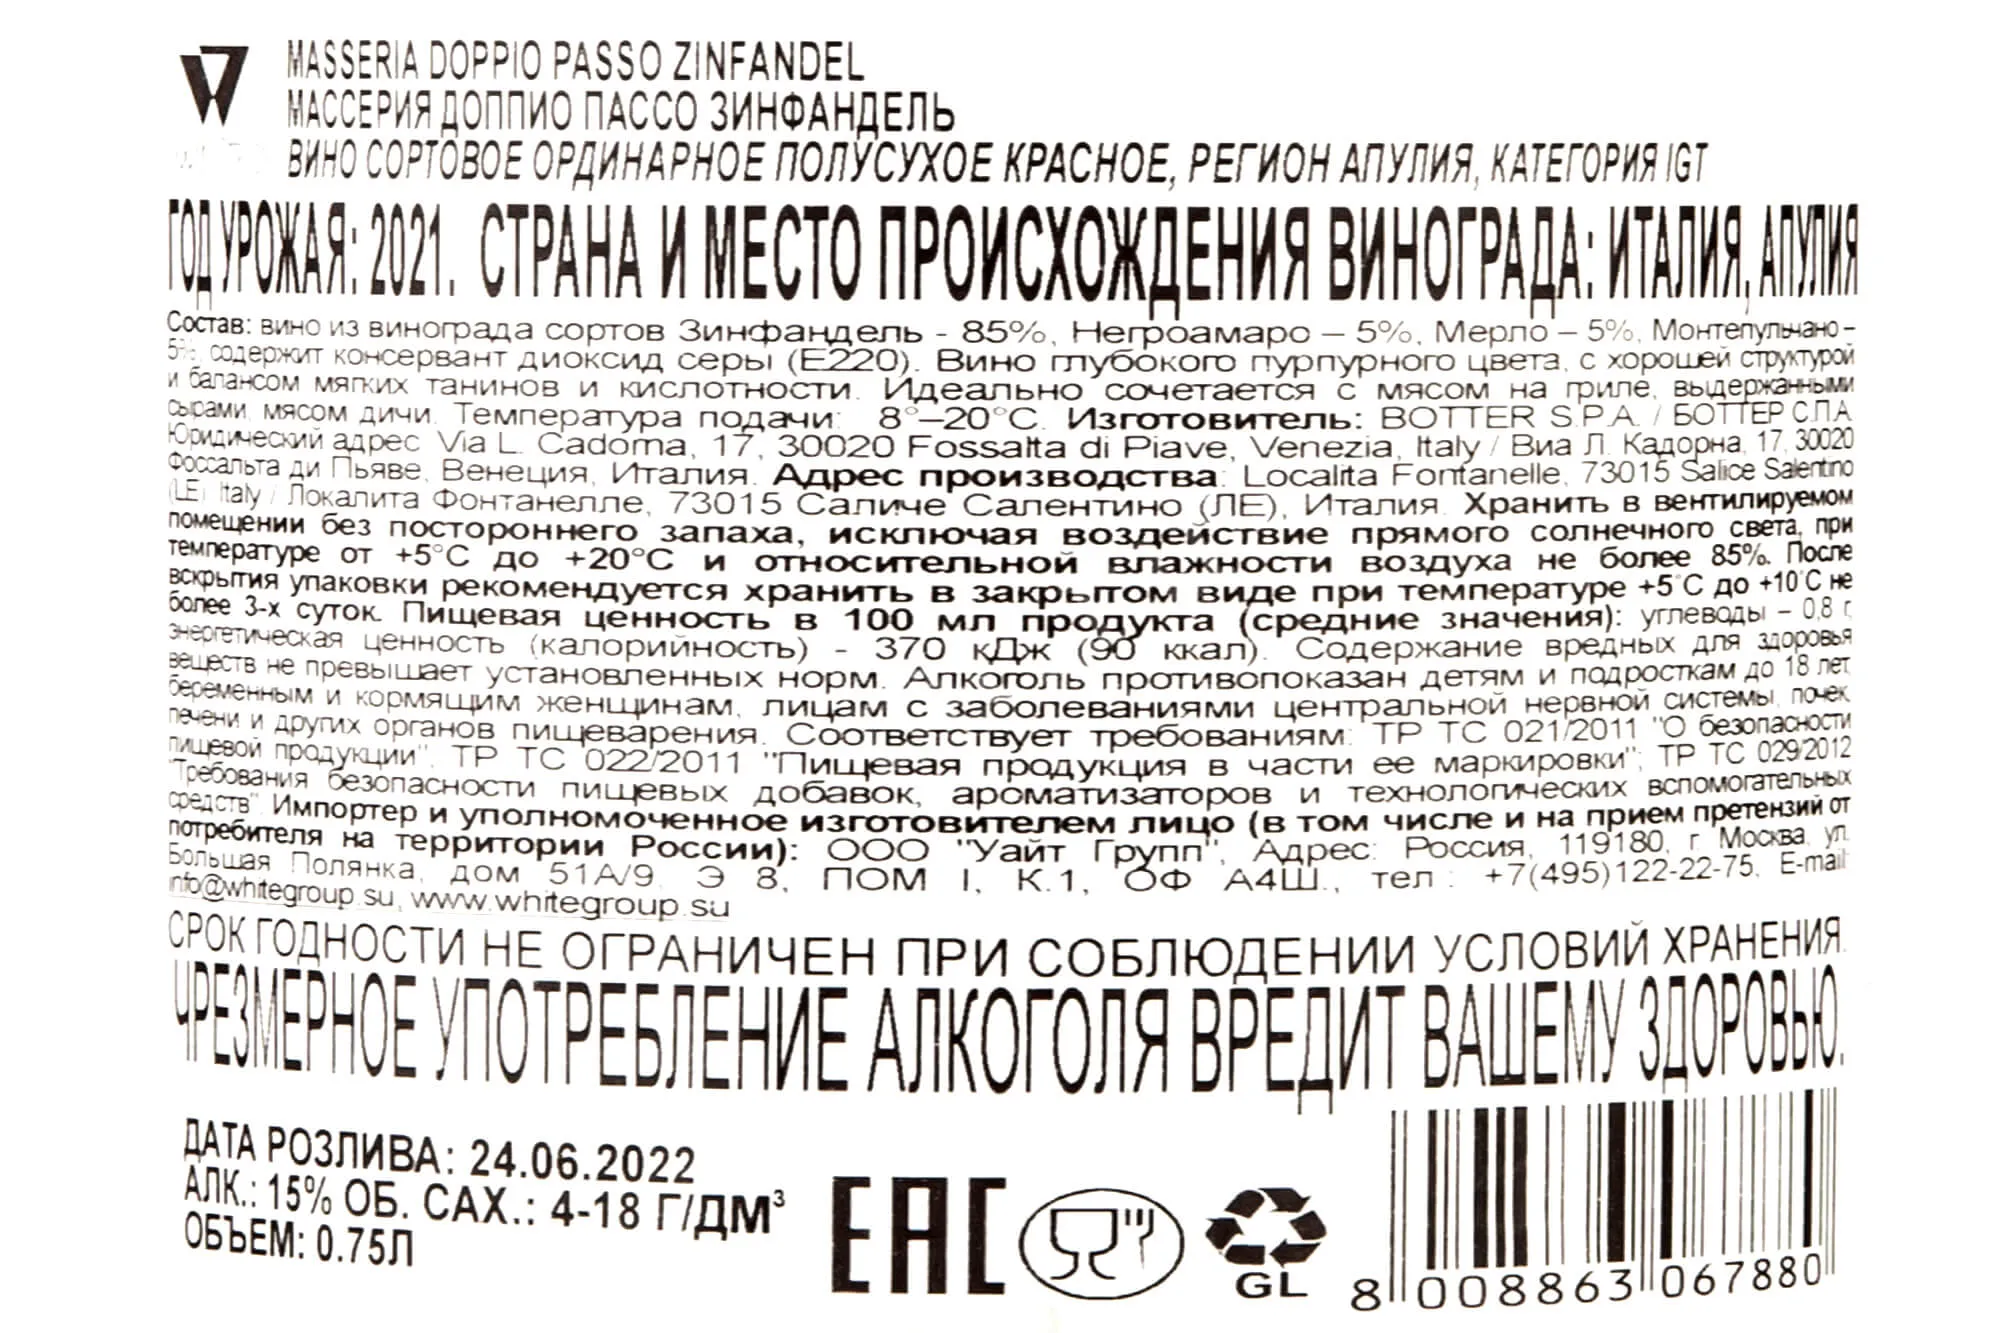 MASSERIA DOPPIO PASSO ZINFANDEL
МАССЕРИЯ ДОППИО ПАССО ЗИНФАНДЕЛЬ
ВИНО СОРТОВОЕ ОРДИНАРНОЕ ПОЛУСУХОЕ КРАСНОЕ, РЕГИОН АПУЛИЯ, КАТЕГОРИЯ IGT
ГОД УРОЖАЯ: 2021. СТРАНА И МЕСТО ПРОИСХОЖДЕНИЯ ВИНОГРАДА: ИТАЛИЯ, АПУЛИЯ
Состав: вино из винограда сортов Зинфандель - 85%, Негроамаро – 5%, Мерло – 5%, Монтепульчано –
5%, содержит консервант диоксид серы (Е220). Вино глубокого пурпурного цвета, с хорошей структурой
и балансом мягких танинов и кислотности. Идеально сочетается с мясом на гриле, выдержанными
сырами, мясом дичи. Температура подачи: 8°–20°С. Изготовитель: BOTTER S.P.A. / БОТТЕР С.П.А.
Юридический адрес: Via L. Cadorna, 17, 30020 Fossalta di Piave, Venezia, Italy / Виа Л. Кадорна, 17, 30020
Фоссальта ди Пьяве, Венеция, Италия. Адрес производства: Localita Fontanelle, 73015 Salice Salentino
(LE) Italy / Локалита Фонтанелле, 73015 Саличе Салентино (ЛЕ), Италия. Хранить в вентилируемом
помещении без постороннего запаха, исключая воздействие прямого солнечного света, при
температуре от +5°С до +20°С и относительной влажности воздуха не более 85%. После
вскрытия упаковки рекомендуется хранить в закрытом виде при температуре +5°С до +10°С не
более 3-х суток. Пищевая ценность в 100 мл продукта (средние значения): углеводы – 0,8 г,
энергетическая ценность (калорийность) - 370 кДж (90 ккал). Содержание вредных для здоровья
веществ не превышает установленных норм. Алкоголь противопоказан детям и подросткам до 18 лет,
беременным и кормящим женщинам, лицам с заболеваниями центральной нервной системы, почек,
печени и других органов пищеварения. Соответствует требованиям: ТР ТС 021/2011 "О безопасности
пищевой продукции", ТР ТС 022/2011 "Пищевая продукция в части ее маркировки"; ТР ТС 029/2012
"Требования безопасности пищевых добавок, ароматизаторов и технологических вспомогательных
средств". Импортер и уполномоченное изготовителем лицо (в том числе и на прием претензий от
потребителя на территории России): ООО "Уайт Групп", Адрес: Россия, 119180, г. Москва, ул.
Большая Полянка, дом 51А/9, Э 8, ПОМ I, К.1, ОФ А4Ш., тел.: +7(495)122-22-75, E-mail:
info@whitegroup.su, www.whitegroup.su
СРОК ГОДНОСТИ НЕ ОГРАНИЧЕН ПРИ СОБЛЮДЕНИИ УСЛОВИЙ ХРАНЕНИЯ.
ЧРЕЗМЕРНОЕ УПОТРЕБЛЕНИЕ АЛКОГОЛЯ ВРЕДИТ ВАШЕМУ ЗДОРОВЬЮ.
ДАТА РОЗЛИВА: 24.06.2022
АЛК.: 15% ОБ. САХ.: 4-18 Г/ДМ³
ОБЪЕМ: 0.75Л
EAC
GL
8 008863 067880